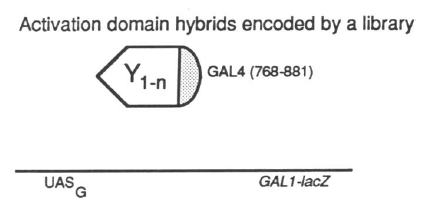 Activation domain hybrids encoded by a library
Y1-n
GAL4 (768-881)
UASG
GAL1-lacZ